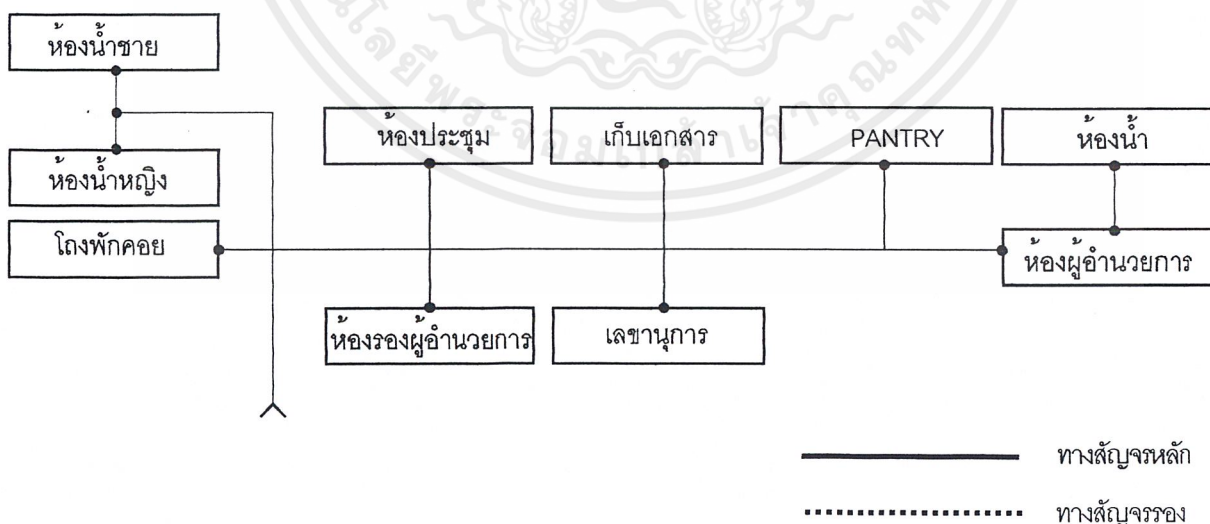 ห้องน้ำชาย
ห้องประชุม
เก็บเอกสาร
PANTRY
ห้องน้ำ
ห้องน้ำหญิง
โถงพักคอย
ห้องผู้อำนวยการ
ห้องรองผู้อำนวยการ
เลขานุการ
ทางสัญจรหลัก
ทางสัญจรรอง